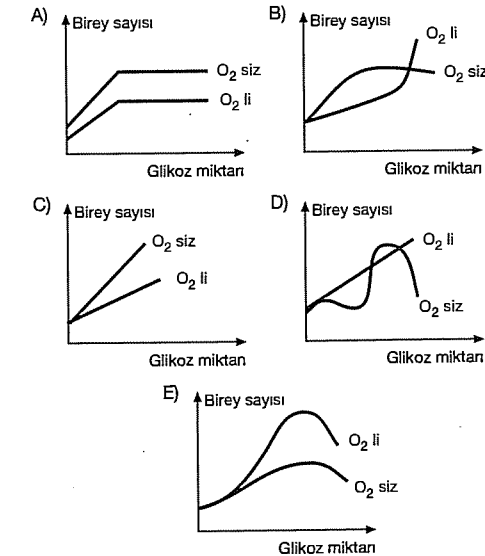 A) Birey sayısı
O₂ siz
O₂ li
Glikoz miktarı
B) Birey sayısı
O₂ li
O₂ siz
Glikoz miktarı
C) Birey sayısı
O₂ siz
O₂ li
Glikoz miktarı
D) Birey sayısı
O₂ li
O₂ siz
Glikoz miktarı
E) Birey sayısı
O₂ li
O₂ siz
Glikoz miktarı